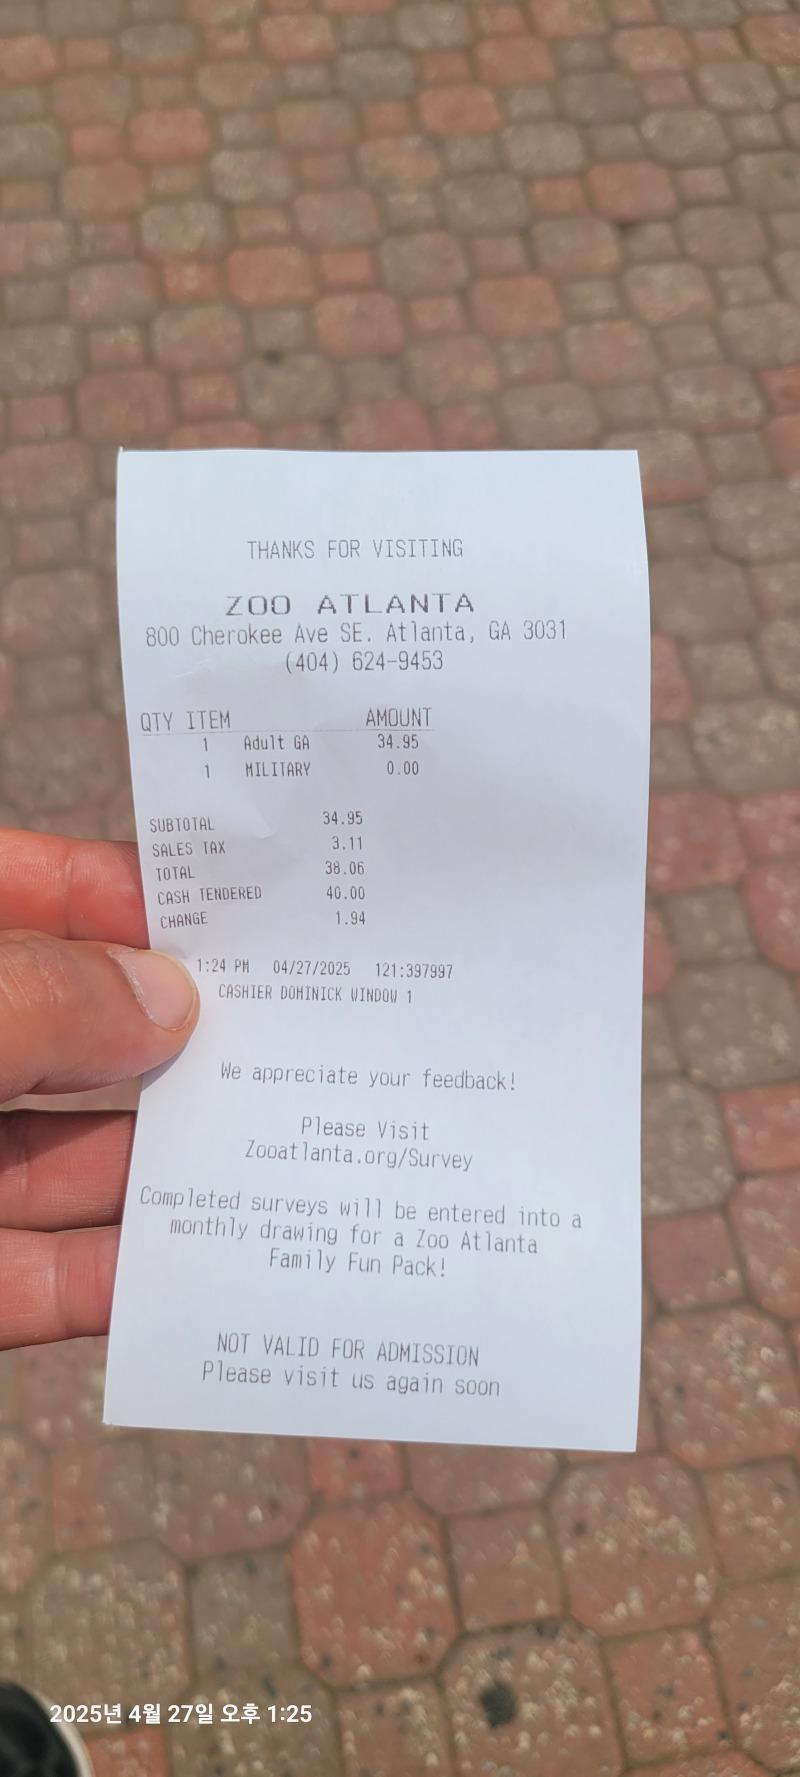 THANKS FOR VISITING
ZOO ATLANTA
800 Cherokee Ave SE. Atlanta, GA 3031
(404) 624-9453
QTY ITEM AMOUNT
1 Adult GA 34.95
1 MILITARY 0.00
SUBTOTAL 34.95
SALES TAX 3.11
TOTAL 38.06
CASH TENDERED 40.00
CHANGE 1.94
1:24 PM 04/27/2025 121:397997
CASHIER DOMINICK WINDOW 1
We appreciate your feedback!
Please Visit
Zooatlanta.org/Survey
Completed surveys will be entered into a
monthly drawing for a Zoo Atlanta
Family Fun Pack!
NOT VALID FOR ADMISSION
Please visit us again soon
2025년 4월 27일 오후 1:25